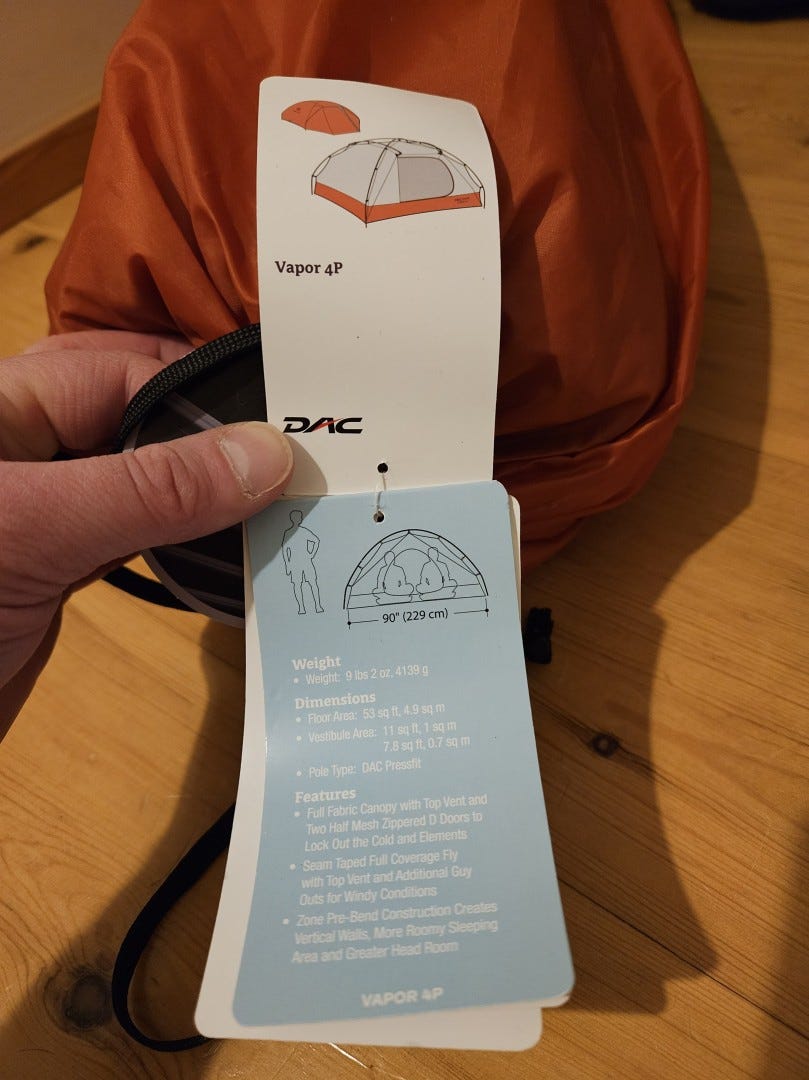 Vapor 4P
DAC
90" (229 cm)
Weight
• Weight: 9 lbs 2 oz, 4139 g
Dimensions
• Floor Area: 53 sq ft, 4.9 sq m
• Vestibule Area: 11 sq ft, 1 sq m
7.8 sq ft, 0.7 sq m
• Pole Type: DAC Pressfit
Features
• Full Fabric Canopy with Top Vent and
Two Half Mesh Zippered D Doors to
Lock Out the Cold and Elements
• Seam Taped Full Coverage Fly
with Top Vent and Additional Guy
Outs for Windy Conditions
• Zone Pre-Bend Construction Creates
Vertical Walls, More Roomy Sleeping
Area and Greater Head Room
VAPOR 4P